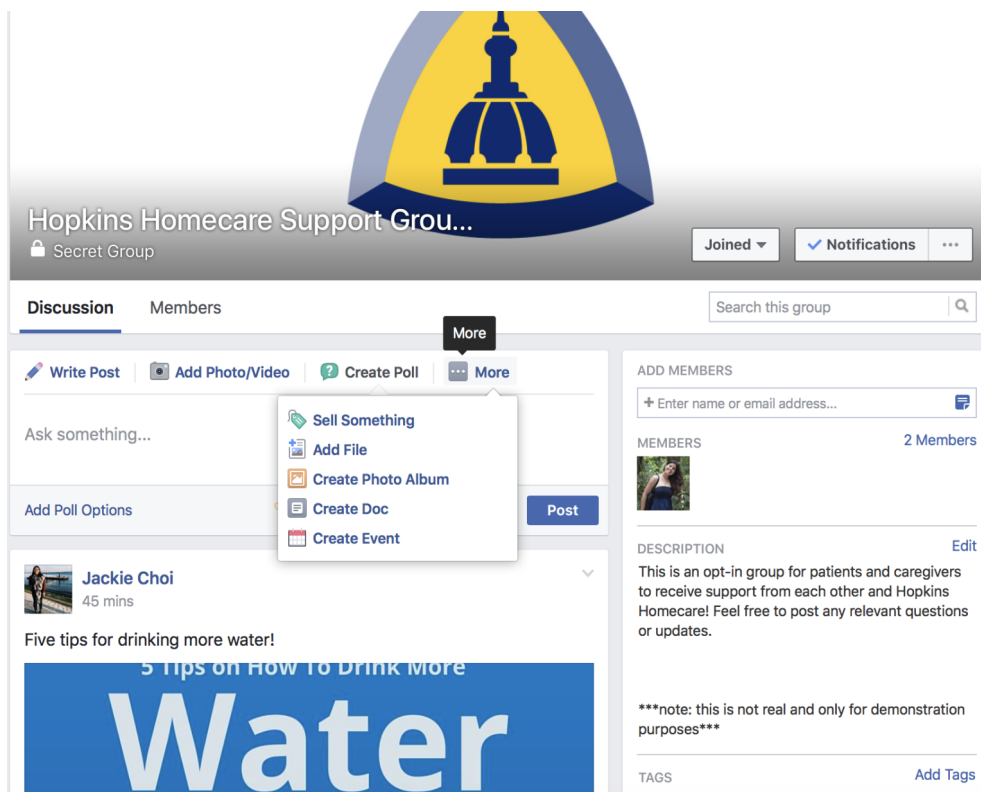 Hopkins Homecare Support Grou...
Secret Group
Joined
Notifications
Discussion
Members
Search this group
More
Write Post
Add Photo/Video
Create Poll
More
Sell Something
Add File
Create Photo Album
Create Doc
Create Event
Ask something...
Add Poll Options
Post
Jackie Choi
45 mins
Five tips for drinking more water!
5 Tips on How To Drink More
Water
ADD MEMBERS
+ Enter name or email address...
MEMBERS
2 Members
DESCRIPTION
Edit
This is an opt-in group for patients and caregivers
to receive support from each other and Hopkins
Homecare! Feel free to post any relevant questions
or updates.
***note: this is not real and only for demonstration
purposes***
TAGS
Add Tags